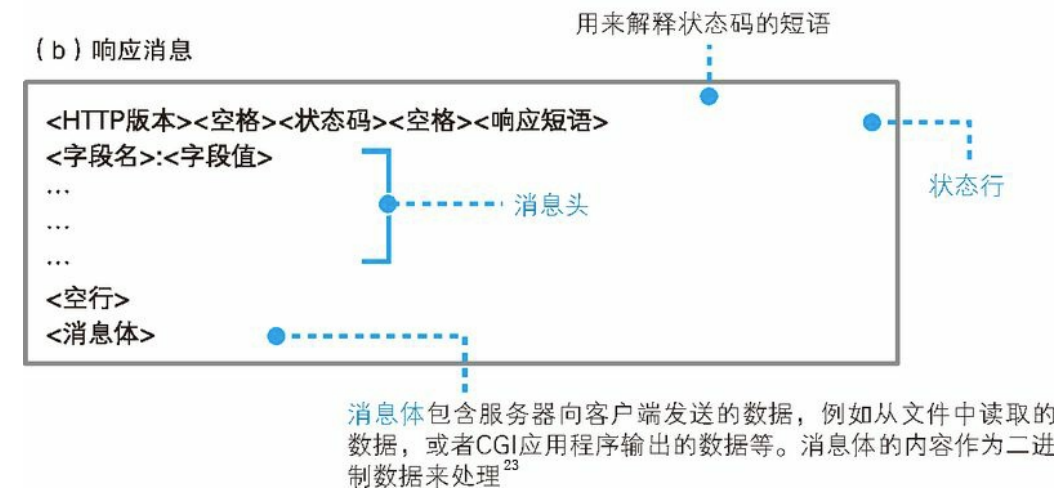 用来解释状态码的短语
(b)响应消息
<HTTP版本><空格><状态码><空格><响应短语>
<字段名>:<字段值>
状态行
…
消息头
…
…
<空行>
<消息体>
消息体包含服务器向客户端发送的数据，例如从文件中读取的
数据，或者CGI应用程序输出的数据等。消息体的内容作为二进
制数据来处理23